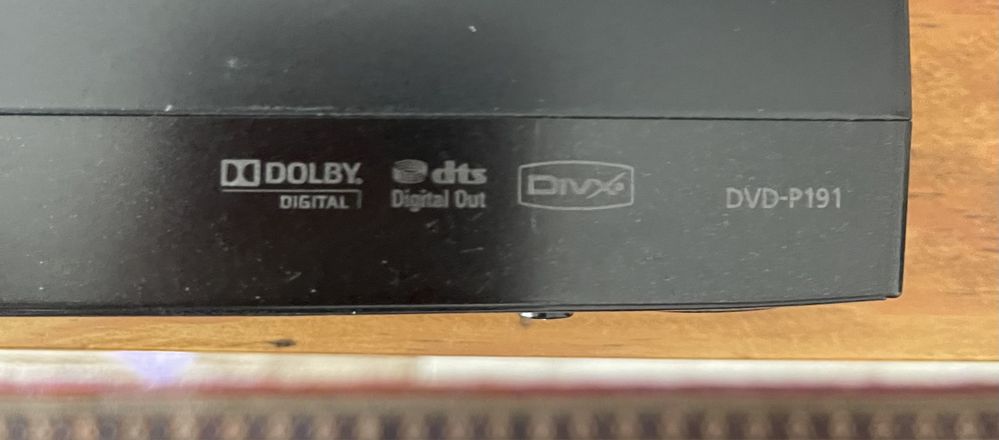 DOLBY
DIGITAL
dts
Digital Out
DIVX
DVD-P191